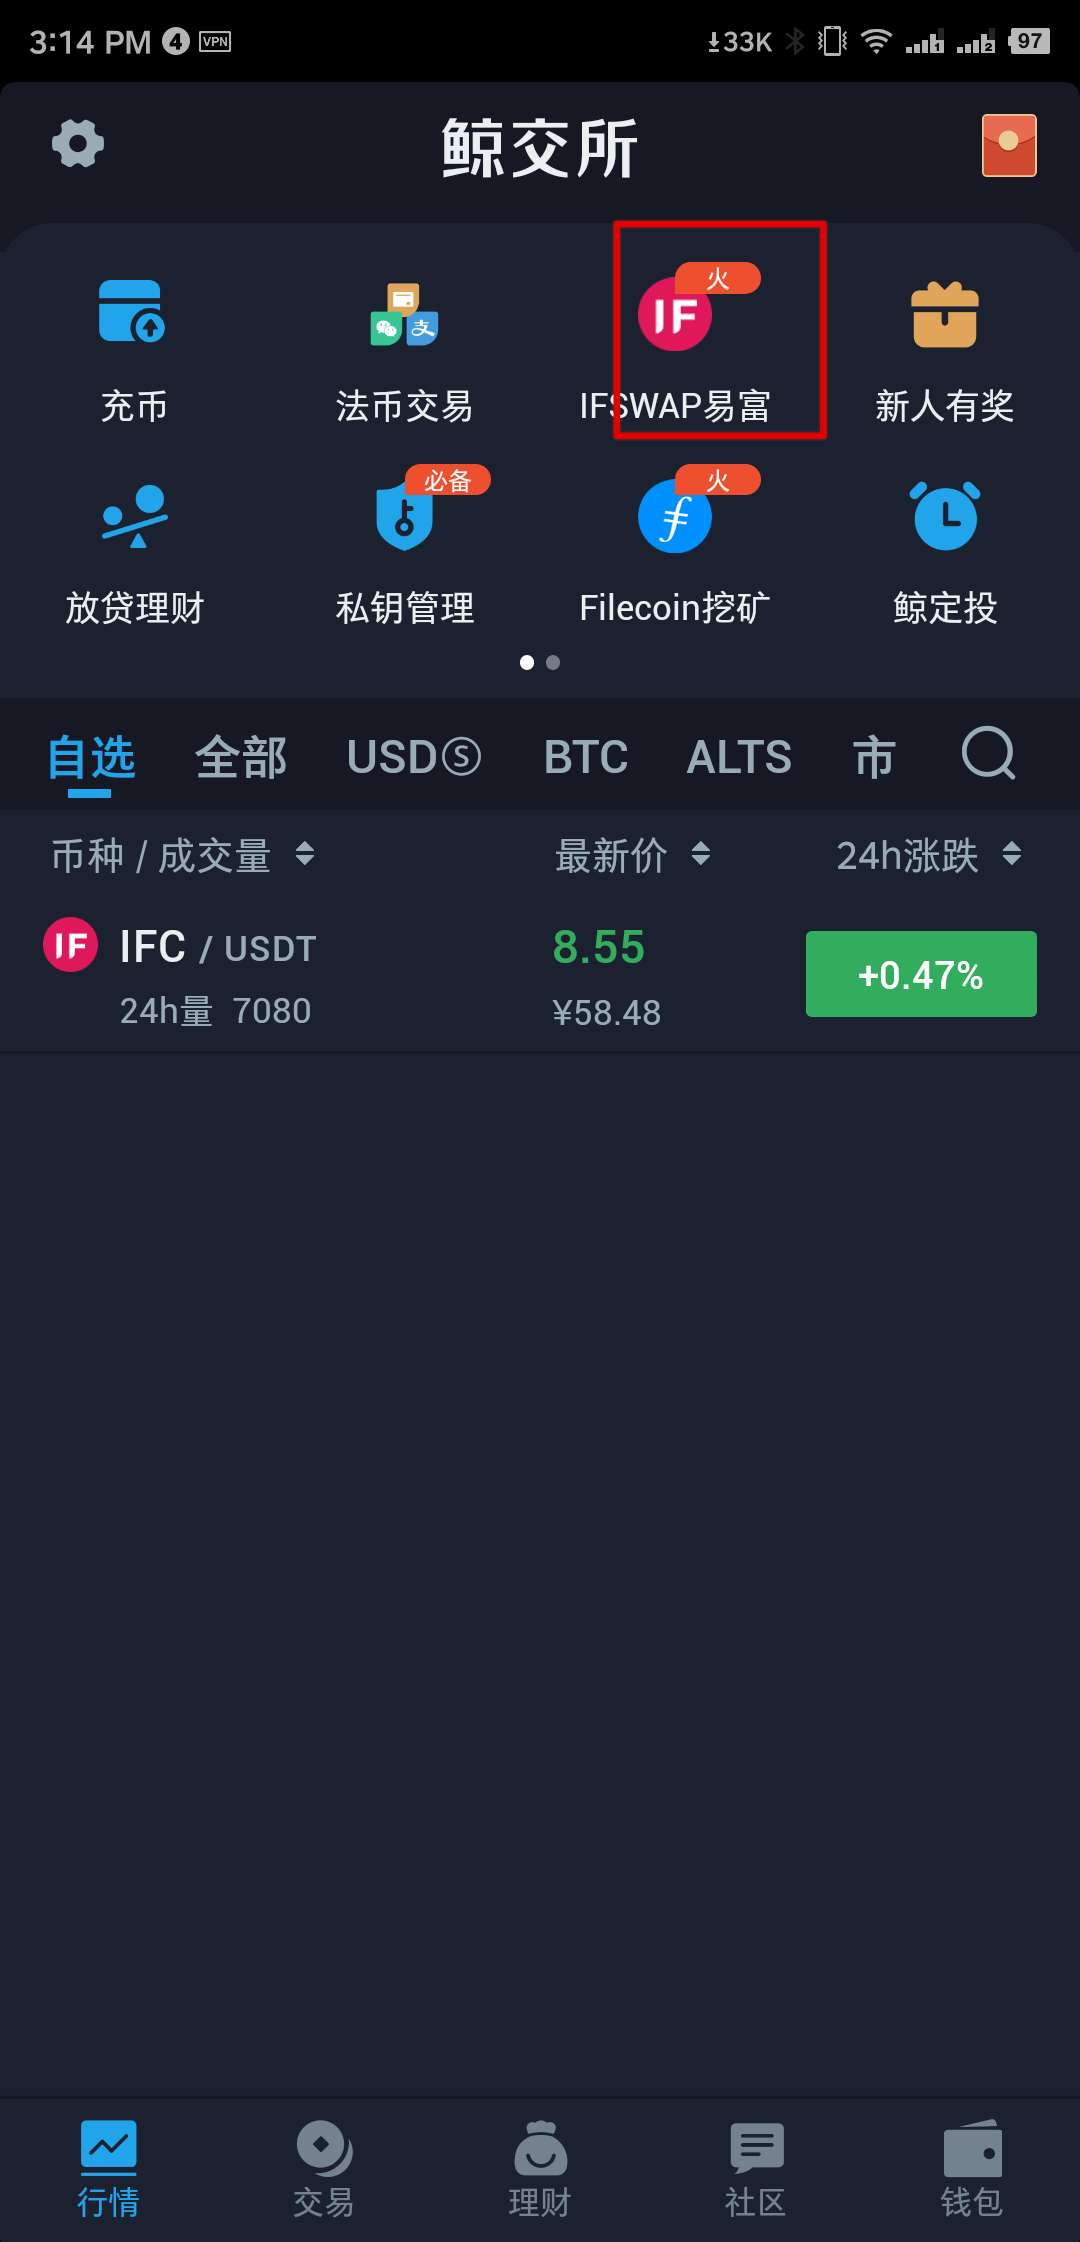 3:14 PM 4 VPN 33K 1 2 97
鲸交所
火
IF
充币 法币交易 IFSWAP易富 新人有奖
必备 火
放贷理财 私钥管理 Filecoin挖矿 鲸定投
自选 全部 USDⓈ BTC ALTS 市
币种 / 成交量 最新价 24h涨跌
IF IFC / USDT 8.55 +0.47%
24h量 7080 ¥58.48
行情 交易 理财 社区 钱包